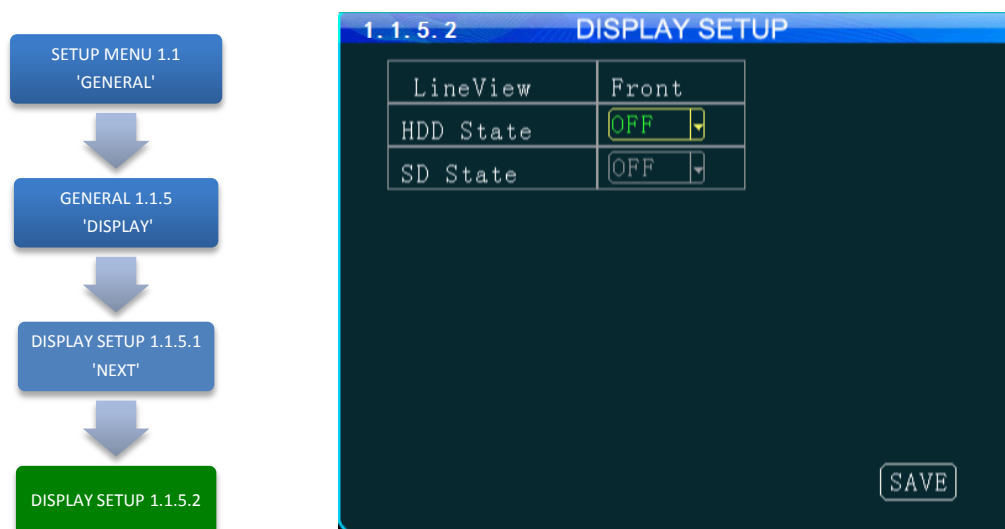 SETUP MENU 1.1
'GENERAL'
GENERAL 1.1.5
'DISPLAY'
DISPLAY SETUP 1.1.5.1
'NEXT'
DISPLAY SETUP 1.1.5.2
1.1.5.2 DISPLAY SETUP
LineView Front
HDD State OFF
SD State OFF
SAVE